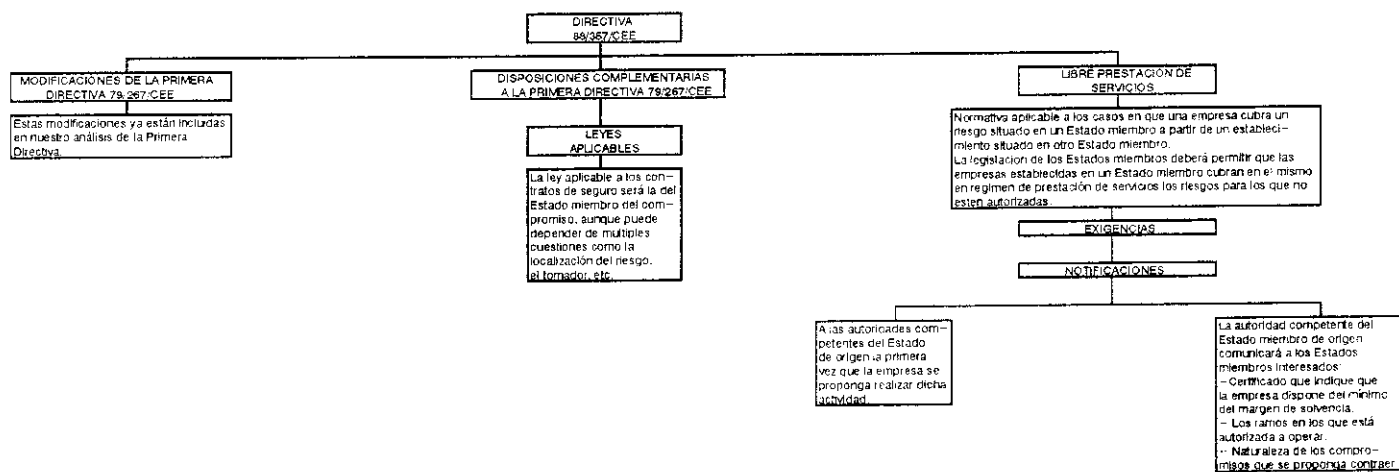 DIRECTIVA
88/357/CEE
MODIFICACIONES DE LA PRIMERA
DIRECTIVA 79/267/CEE
Estas modificaciones ya están incluidas
en nuestro análisis de la Primera
Directiva.
DISPOSICIONES COMPLEMENTARIAS
A LA PRIMERA DIRECTIVA 79/267/CEE
LEYES
APLICABLES
La ley aplicable a los con–
tratos de seguro será la del
Estado miembro del com–
promiso, aunque puede
depender de multiples
cuestiones como la
localización del riesgo,
el tomador, etc.
LIBRE PRESTACIÓN DE
SERVICIOS
Normativa aplicable a los casos en que una empresa cubra un
riesgo situado en un Estado miembro a partir de un estableci–
miento situado en otro Estado miembro.
La legislacion de los Estados miembros deberá permitir que las
empresas establecidas en un Estado miembro cubran en el mismo
en regimen de prestación de servicios los riesgos para los que no
esten autorizadas.
EXIGENCIAS
NOTIFICACIONES
A las autoricades com–
petentes del Estado
de origen la primera
vez que la empresa se
proponga realizar dicha
actividad.
La autoridad competente del
Estado miembro de origen
comunicará a los Estados
miembros interesados:
– Certificado que indique que
la empresa dispone del mínimo
del margen de solvencia.
– Los ramos en los que está
autorizada a operar.
– Naturaleza de los compro–
misos que se proponga contraer